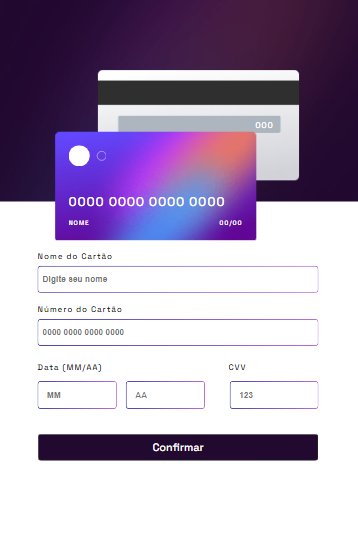 000
0000 0000 0000 0000
NOME 00/00
Nome do Cartão
Digite seu nome
Número do Cartão
0000 0000 0000 0000
Data (MM/AA) CVV
MM AA 123
Confirmar